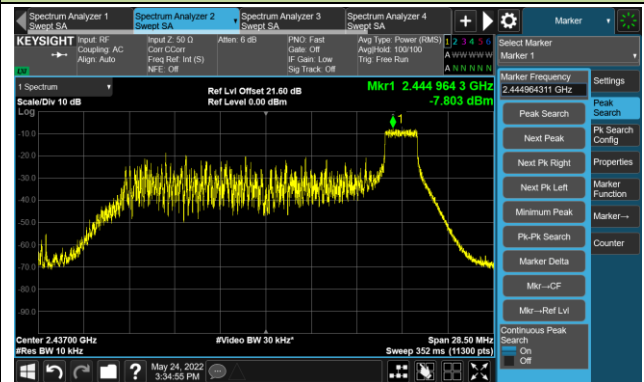 Spectrum Analyzer 1
Swept SA
Spectrum Analyzer 2
Swept SA
Spectrum Analyzer 3
Swept SA
Spectrum Analyzer 4
Swept SA
+
Marker
KEYSIGHT
Input: RF
Coupling: AC
Align: Auto
Input Z: 50 Ω
Corr CCorr
Freq Ref: Int (S)
NFE: Off
Atten: 6 dB
PNO: Fast
Gate: Off
IF Gain: Low
Sig Track: Off
Avg Type: Power (RMS)
Avg|Hold: 100/100
Trig: Free Run
1 2 3 4 5 6
A W W W W W
A N N N N N
LXI
Select Marker
Marker 1
1 Spectrum
Scale/Div 10 dB
Log
Ref Lvl Offset 21.60 dB
Ref Level 0.00 dBm
Mkr1 2.444 964 3 GHz
-7.803 dBm
1
-10.0
-20.0
-30.0
-40.0
-50.0
-60.0
-70.0
-80.0
-90.0
Center 2.43700 GHz
#Res BW 10 kHz
#Video BW 30 kHz*
Span 28.50 MHz
Sweep 352 ms (11300 pts)
Marker Frequency
2.444964311 GHz
Peak Search
Next Peak
Next Pk Right
Next Pk Left
Minimum Peak
Pk-Pk Search
Marker Delta
Mkr→CF
Mkr→Ref Lvl
Continuous Peak
Search
On
Off
Settings
Peak
Search
Pk Search
Config
Properties
Marker
Function
Marker→
Counter
?
May 24, 2022
3:34:55 PM